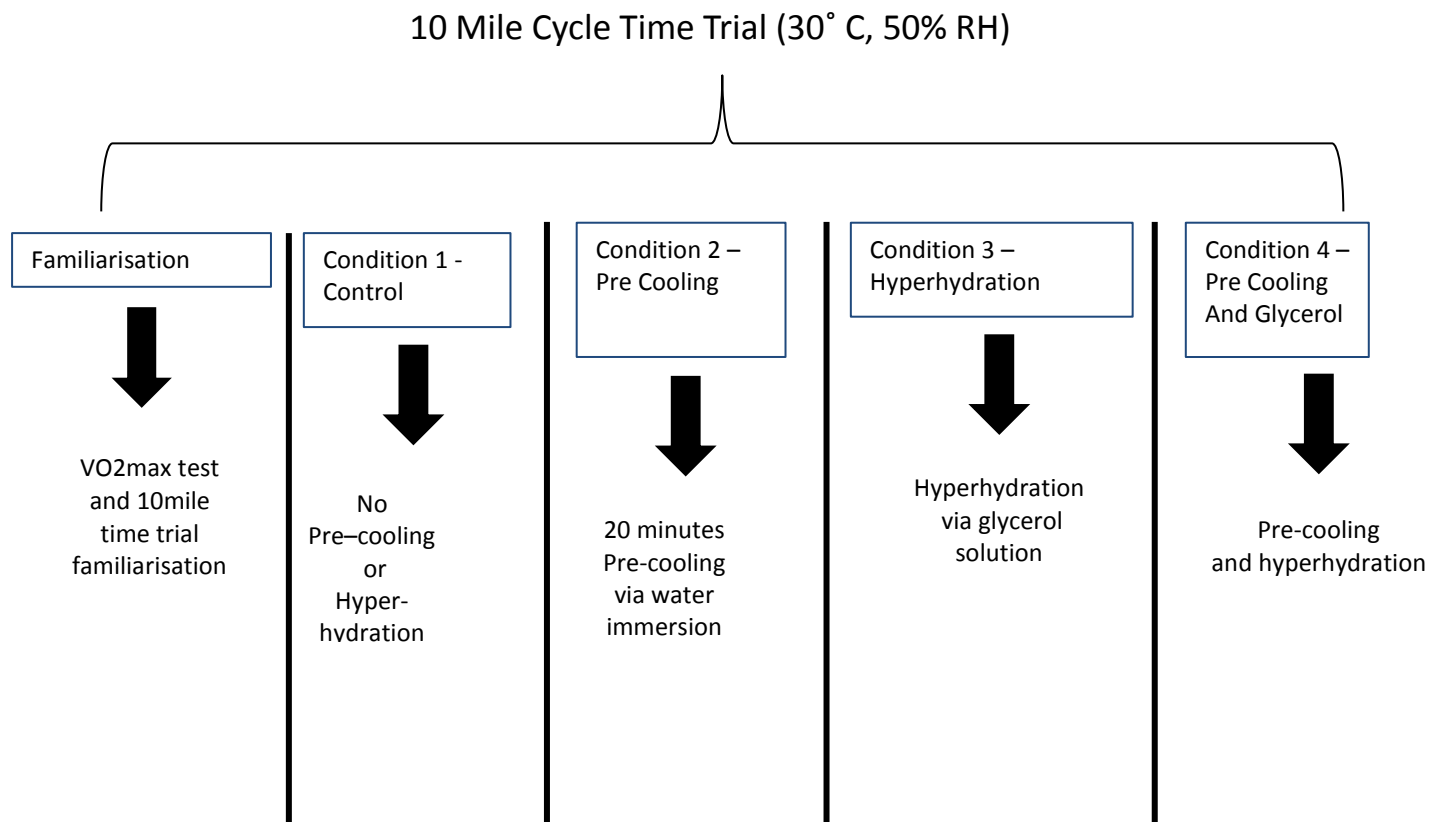 10 Mile Cycle Time Trial (30˚ C, 50% RH)
Familiarisation
VO2max test
and 10mile
time trial
familiarisation
Condition 1 -
Control
No
Pre–cooling
or
Hyper-
hydration
Condition 2 –
Pre Cooling
20 minutes
Pre-cooling
via water
immersion
Condition 3 –
Hyperhydration
Hyperhydration
via glycerol
solution
Condition 4 –
Pre Cooling
And Glycerol
Pre-cooling
and hyperhydration